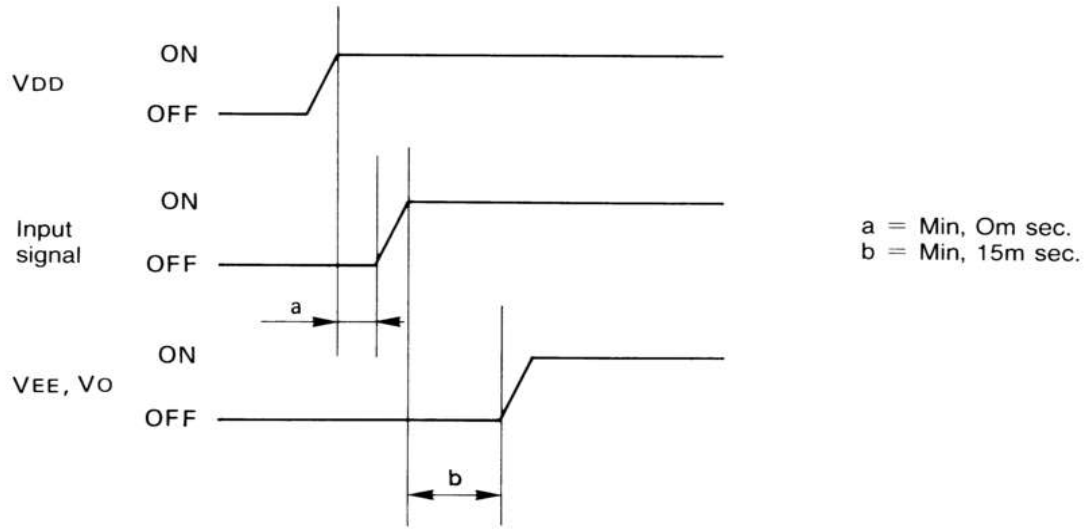 ON
VDD
OFF
ON
Input
signal
OFF
a = Min, Om sec.
b = Min, 15m sec.
a
ON
VEE, VO
OFF
b